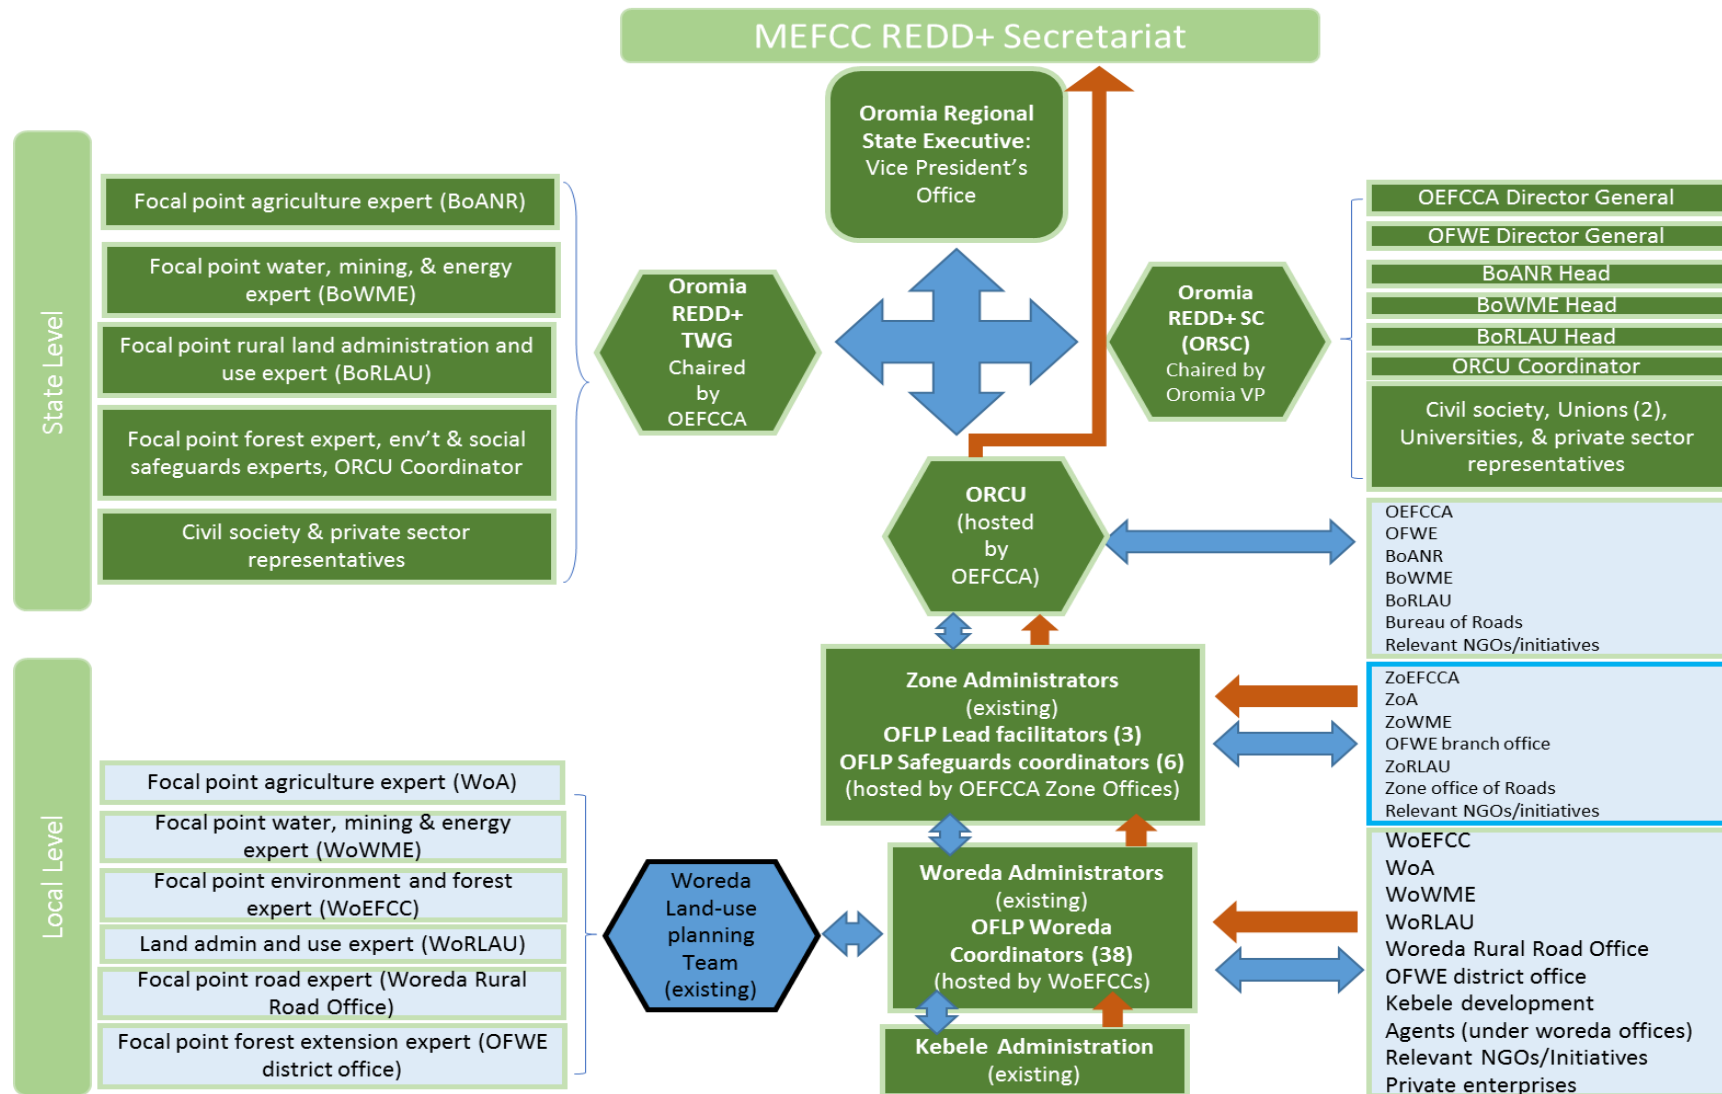 MEFCC REDD+ Secretariat
Oromia Regional
State Executive:
Vice President's
Office
State Level
Focal point agriculture expert (BoANR)
Focal point water, mining, & energy
expert (BoWME)
Focal point rural land administration and
use expert (BoRLAU)
Focal point forest expert, env't & social
safeguards experts, ORCU Coordinator
Civil society & private sector
representatives
Oromia
REDD+
TWG
Chaired
by
OEFCCA
Oromia
REDD+ SC
(ORSC)
Chaired by
Oromia VP
OEFCCA Director General
OFWE Director General
BoANR Head
BoWME Head
BoRLAU Head
ORCU Coordinator
Civil society, Unions (2),
Universities, & private sector
representatives
ORCU
(hosted
by
OEFCCA)
OEFCCA
OFWE
BoANR
BoWME
BoRLAU
Bureau of Roads
Relevant NGOs/initiatives
Local Level
Zone Administrators
(existing)
OFLP Lead facilitators (3)
OFLP Safeguards coordinators (6)
(hosted by OEFCCA Zone Offices)
ZoEFCCA
ZoA
ZoWME
OFWE branch office
ZoRLAU
Zone office of Roads
Relevant NGOs/initiatives
Focal point agriculture expert (WoA)
Focal point water, mining & energy
expert (WoWME)
Focal point environment and forest
expert (WoEFCC)
Land admin and use expert (WoRLAU)
Focal point road expert (Woreda Rural
Road Office)
Focal point forest extension expert (OFWE
district office)
Woreda
Land-use
planning
Team
(existing)
Woreda Administrators
(existing)
OFLP Woreda
Coordinators (38)
(hosted by WoEFCCs)
WoEFCC
WoA
WoWME
WoRLAU
Woreda Rural Road Office
OFWE district office
Kebele development
Agents (under woreda offices)
Relevant NGOs/Initiatives
Private enterprises
Kebele Administration
(existing)